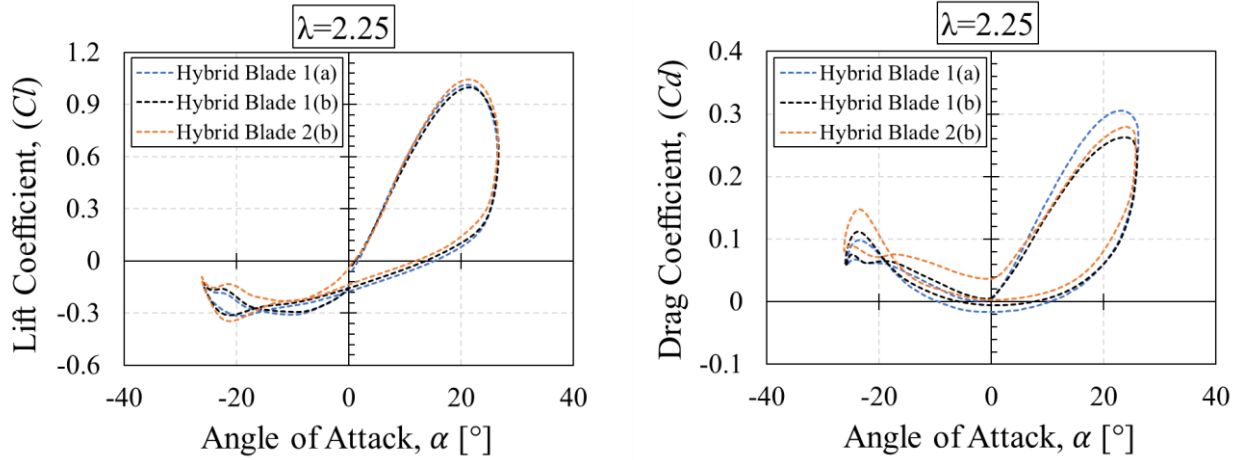 λ=2.25
Lift Coefficient, (Cl)
1.2
0.9
0.6
0.3
0
-0.3
-0.6
Hybrid Blade 1(a)
Hybrid Blade 1(b)
Hybrid Blade 2(b)
-40
-20
0
20
40
Angle of Attack, α [°]
λ=2.25
Drag Coefficient, (Cd)
0.4
0.3
0.2
0.1
0
-0.1
Hybrid Blade 1(a)
Hybrid Blade 1(b)
Hybrid Blade 2(b)
-40
-20
0
20
40
Angle of Attack, α [°]